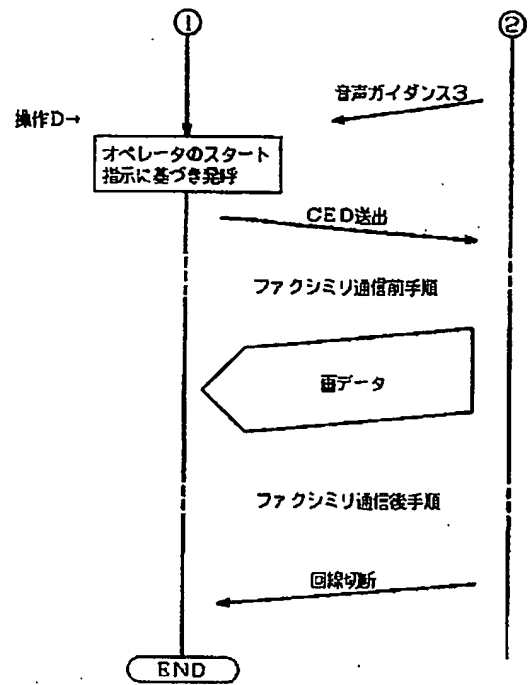 ①
②
音声ガイダンス3
操作D→
オペレータのスタート
指示に基づき発呼
CED送出
ファクシミリ通信前手順
画データ
ファクシミリ通信後手順
回線切断
END